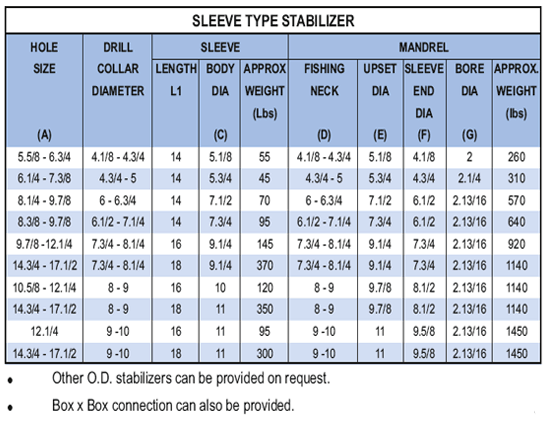 SLEEVE TYPE STABILIZER
HOLE DRILL SLEEVE MANDREL
SIZE COLLAR LENGTH BODY APPROX FISHING UPSET SLEEVE BORE APPROX.
DIAMETER L1 DIA WEIGHT NECK DIA END DIA WEIGHT
(Lbs) DIA (lbs)
(A) (C) (D) (E) (F) (G)
5.5/8 - 6.3/4 4.1/8 - 4.3/4 14 5.1/8 55 4.1/8 - 4.3/4 5.1/8 4.1/8 2 260
6.1/4 - 7.3/8 4.3/4 - 5 14 5.3/4 45 4.3/4 - 5 5.3/4 4.3/4 2.1/4 310
8.1/4 - 9.7/8 6 - 6.3/4 14 7.1/2 70 6 - 6.3/4 7.1/2 6.1/2 2.13/16 570
8.3/8 - 9.7/8 6.1/2 - 7.1/4 14 7.3/4 95 6.1/2 - 7.1/4 7.3/4 6.1/2 2.13/16 640
9.7/8 -12.1/4 7.3/4 - 8.1/4 16 9.1/4 145 7.3/4 - 8.1/4 9.1/4 7.3/4 2.13/16 920
14.3/4 - 17.1/2 7.3/4 - 8.1/4 18 9.1/4 370 7.3/4 - 8.1/4 9.1/4 7.3/4 2.13/16 1140
10.5/8 - 12.1/4 8 - 9 16 10 120 8 - 9 9.7/8 8.1/2 2.13/16 1140
14.3/4 - 17.1/2 8 - 9 18 11 350 8 - 9 9.7/8 8.1/2 2.13/16 1140
12.1/4 9 -10 16 11 95 9 -10 11 9.5/8 2.13/16 1450
14.3/4 - 17.1/2 9 -10 18 11 300 9 -10 11 9.5/8 2.13/16 1450
• Other O.D. stabilizers can be provided on request.
• Box x Box connection can also be provided.